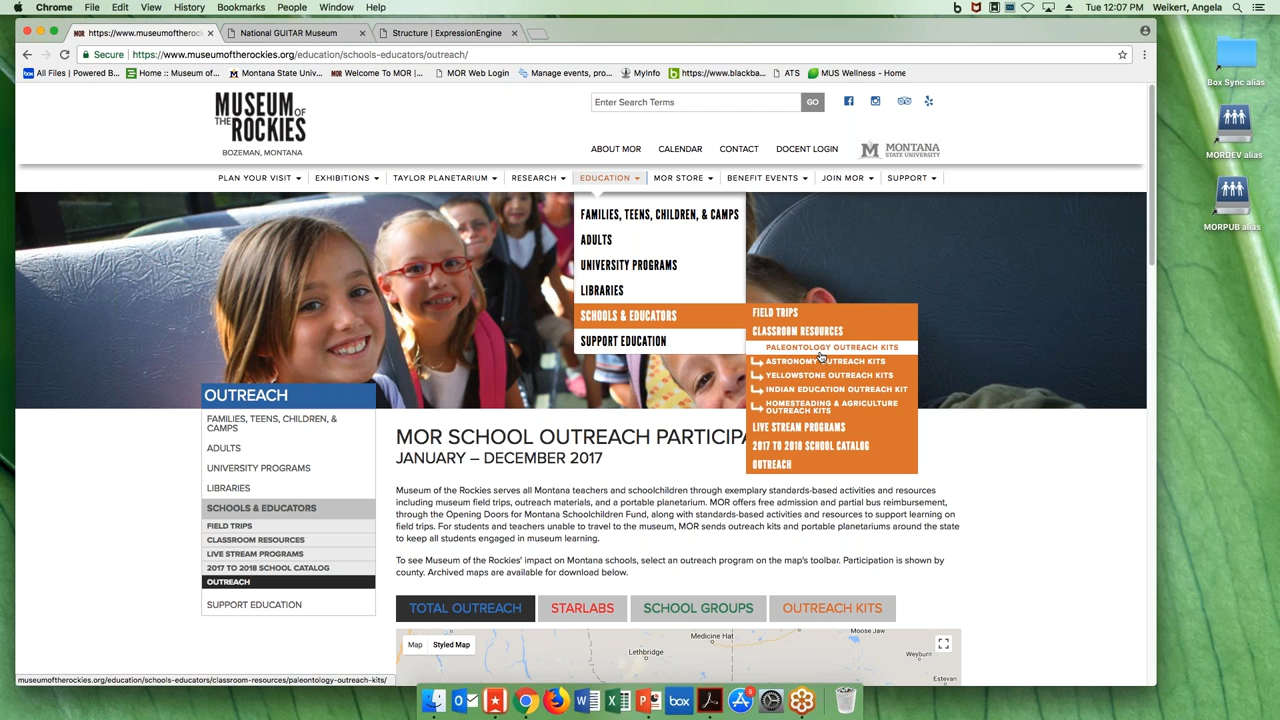 Chrome File Edit View History Bookmarks People Window Help Tue 12:07 PM Weikert, Angela
MOR https://www.museumoftherock × National GUITAR Museum × Structure | ExpressionEngine ×
Secure | https://www.museumoftherockies.org/education/schools-educators/outreach/
box All Files | Powered B... Home :: Museum of... Montana State Univ... MOR Welcome To MOR |... MOR Web Login Manage events, pro... MyInfo https://www.blackba... ATS MUS Wellness - Home
Box Sync alias
MORDEV alias
MORPUB alias
MUSEUM OF
THE ROCKIES
BOZEMAN, MONTANA
Enter Search Terms GO
ABOUT MOR CALENDAR CONTACT DOCENT LOGIN M MONTANA STATE UNIVERSITY
PLAN YOUR VISIT EXHIBITIONS TAYLOR PLANETARIUM RESEARCH EDUCATION MOR STORE BENEFIT EVENTS JOIN MOR SUPPORT
FAMILIES, TEENS, CHILDREN, & CAMPS
ADULTS
UNIVERSITY PROGRAMS
LIBRARIES
SCHOOLS & EDUCATORS
SUPPORT EDUCATION
FIELD TRIPS
CLASSROOM RESOURCES
PALEONTOLOGY OUTREACH KITS
ASTRONOMY OUTREACH KITS
YELLOWSTONE OUTREACH KITS
INDIAN EDUCATION OUTREACH KIT
HOMESTEADING & AGRICULTURE
OUTREACH KITS
LIVE STREAM PROGRAMS
2017 TO 2018 SCHOOL CATALOG
OUTREACH
OUTREACH
FAMILIES, TEENS, CHILDREN, &
CAMPS
ADULTS
UNIVERSITY PROGRAMS
LIBRARIES
SCHOOLS & EDUCATORS
FIELD TRIPS
CLASSROOM RESOURCES
LIVE STREAM PROGRAMS
2017 TO 2018 SCHOOL CATALOG
OUTREACH
SUPPORT EDUCATION
MOR SCHOOL OUTREACH PARTICIPA
JANUARY – DECEMBER 2017
Museum of the Rockies serves all Montana teachers and schoolchildren through exemplary standards-based activities and resources
including museum field trips, outreach materials, and a portable planetarium. MOR offers free admission and partial bus reimbursement,
through the Opening Doors for Montana Schoolchildren Fund, along with standards-based activities and resources to support learning on
field trips. For students and teachers unable to travel to the museum, MOR sends outreach kits and portable planetariums around the state
to keep all students engaged in museum learning.
To see Museum of the Rockies' impact on Montana schools, select an outreach program on the map's toolbar. Participation is shown by
county. Archived maps are available for download below.
TOTAL OUTREACH STARLABS SCHOOL GROUPS OUTREACH KITS
Map Styled Map
Medicine Hat
Moose Jaw
Lethbridge
Weyburn
Estevan
museumoftherockies.org/education/schools-educators/classroom-resources/paleontology-outreach-kits/
box
6